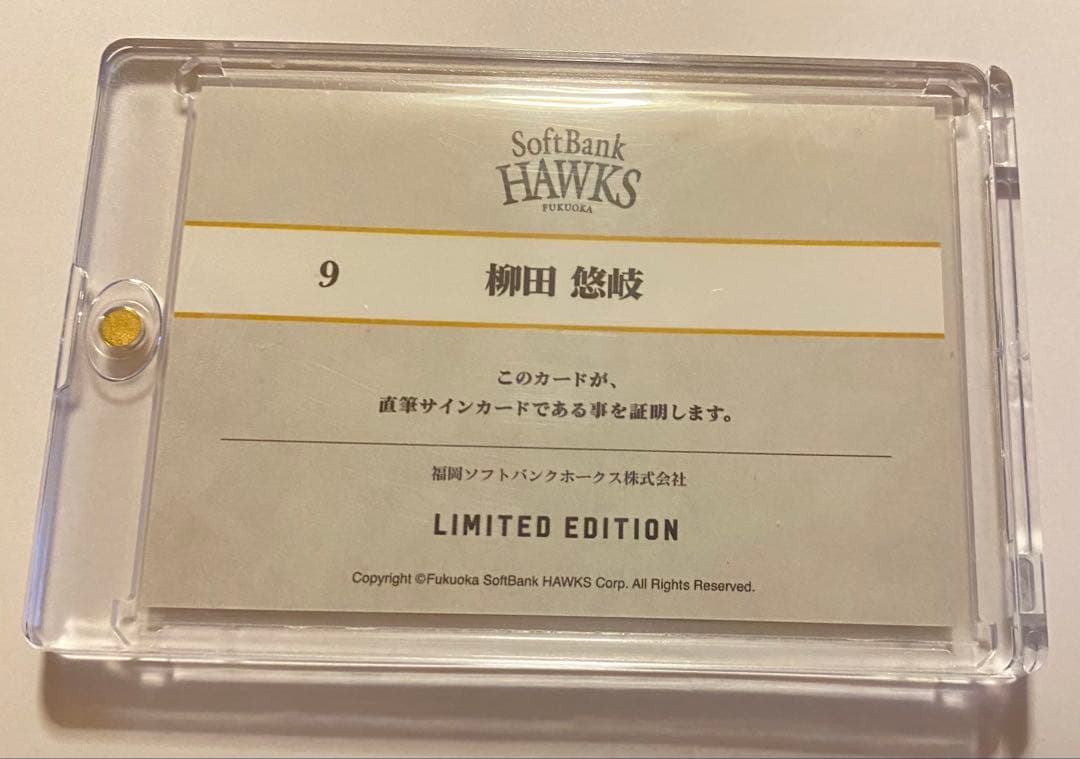 SoftBank
HAWKS
FUKUOKA
9 柳田 悠岐
このカードが、
直筆サインカードである事を証明します。
福岡ソフトバンクホークス株式会社
LIMITED EDITION
Copyright ©Fukuoka SoftBank HAWKS Corp. All Rights Reserved.